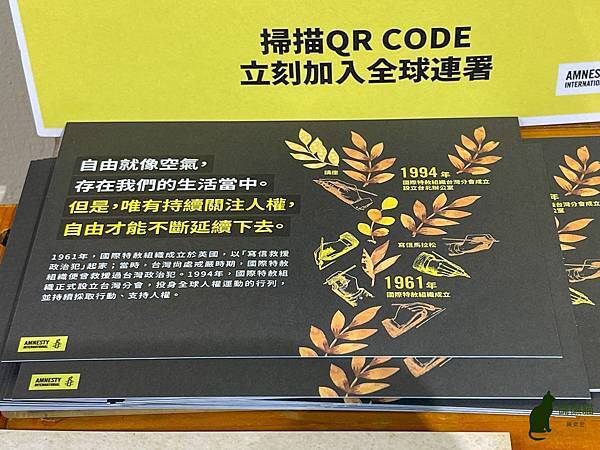 掃描QR CODE
立刻加入全球連署
AMNESTY
INTERNATIONAL
自由就像空氣,
存在我們的生活當中。
但是,唯有持續關注人權,
自由才能不斷延續下去。
1961年,國際特赦組織成立於英國,以「寫信救援
政治犯」起家;當時,台灣尚處戒嚴時期,國際特赦
組織便曾救援過台灣政治犯。1994年,國際特赦組
織正式設立台灣分會,投身全球人權運動的行列,
並持續採取行動、支持人權。
講座
1994 年
國際特赦組織台灣分會成立
設立台北辦公室
寫信馬拉松
1961 年
國際特赦組織成立
AMNESTY
INTERNATIONAL
AMNESTY
INTERNATIONAL